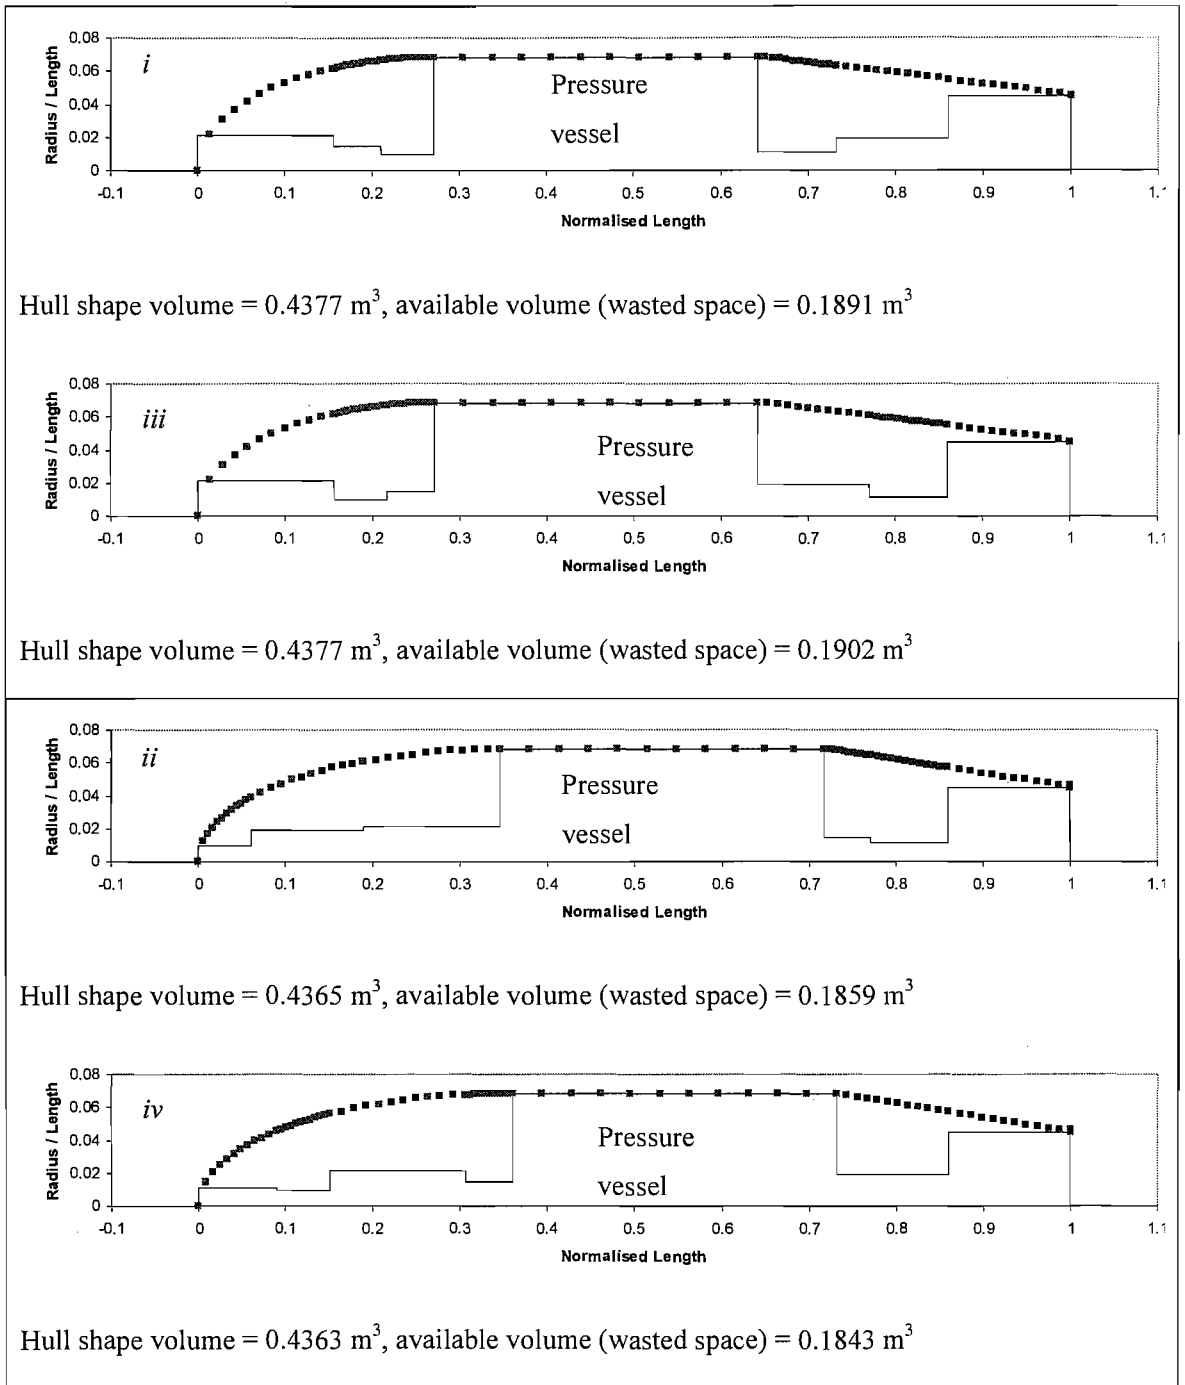 0.08
0.06
0.04
0.02
0
Radius / Length
i
Pressure
vessel
-0.1 0 0.1 0.2 0.3 0.4 0.5 0.6 0.7 0.8 0.9 1 1.1
Normalised Length
Hull shape volume = 0.4377 m³, available volume (wasted space) = 0.1891 m³
0.08
0.06
0.04
0.02
0
Radius / Length
iii
Pressure
vessel
-0.1 0 0.1 0.2 0.3 0.4 0.5 0.6 0.7 0.8 0.9 1 1.1
Normalised Length
Hull shape volume = 0.4377 m³, available volume (wasted space) = 0.1902 m³
0.08
0.06
0.04
0.02
0
Radius / Length
ii
Pressure
vessel
-0.1 0 0.1 0.2 0.3 0.4 0.5 0.6 0.7 0.8 0.9 1 1.1
Normalised Length
Hull shape volume = 0.4365 m³, available volume (wasted space) = 0.1859 m³
0.08
0.06
0.04
0.02
0
Radius / Length
iv
Pressure
vessel
-0.1 0 0.1 0.2 0.3 0.4 0.5 0.6 0.7 0.8 0.9 1 1.1
Normalised Length
Hull shape volume = 0.4363 m³, available volume (wasted space) = 0.1843 m³